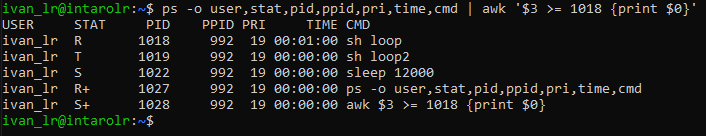 ivan_lr@intarolr:~$ ps -o user,stat,pid,ppid,pri,time,cmd | awk '$3 >= 1018 {print $0}'
USER     STAT     PID    PPID PRI     TIME CMD
ivan_lr  R       1018     992  19 00:01:00 sh loop
ivan_lr  T       1019     992  19 00:00:00 sh loop2
ivan_lr  S       1022     992  19 00:00:00 sleep 12000
ivan_lr  R+      1027     992  19 00:00:00 ps -o user,stat,pid,ppid,pri,time,cmd
ivan_lr  S+      1028     992  19 00:00:00 awk $3 >= 1018 {print $0}
ivan_lr@intarolr:~$